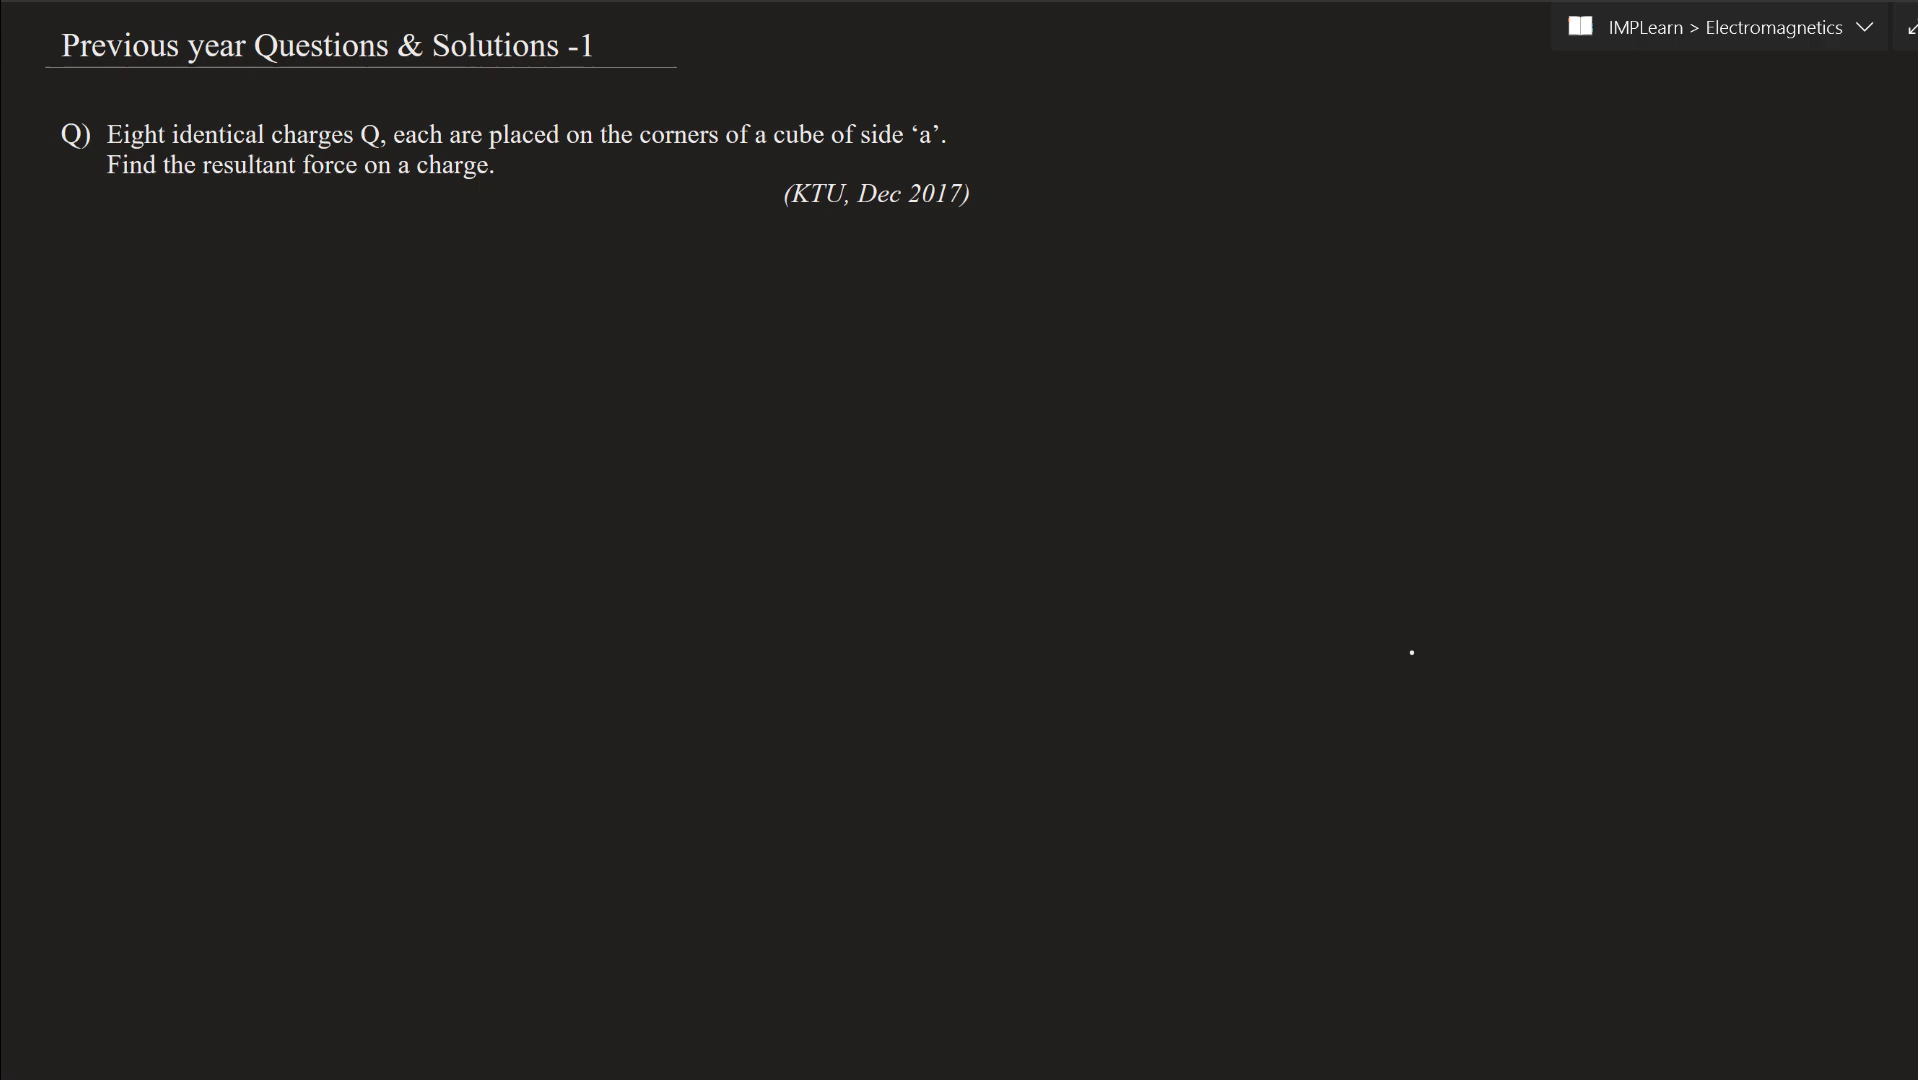 Previous year Questions & Solutions -1
IMPLearn > Electromagnetics
Q) Eight identical charges Q, each are placed on the corners of a cube of side ‘a’.
Find the resultant force on a charge.
(KTU, Dec 2017)